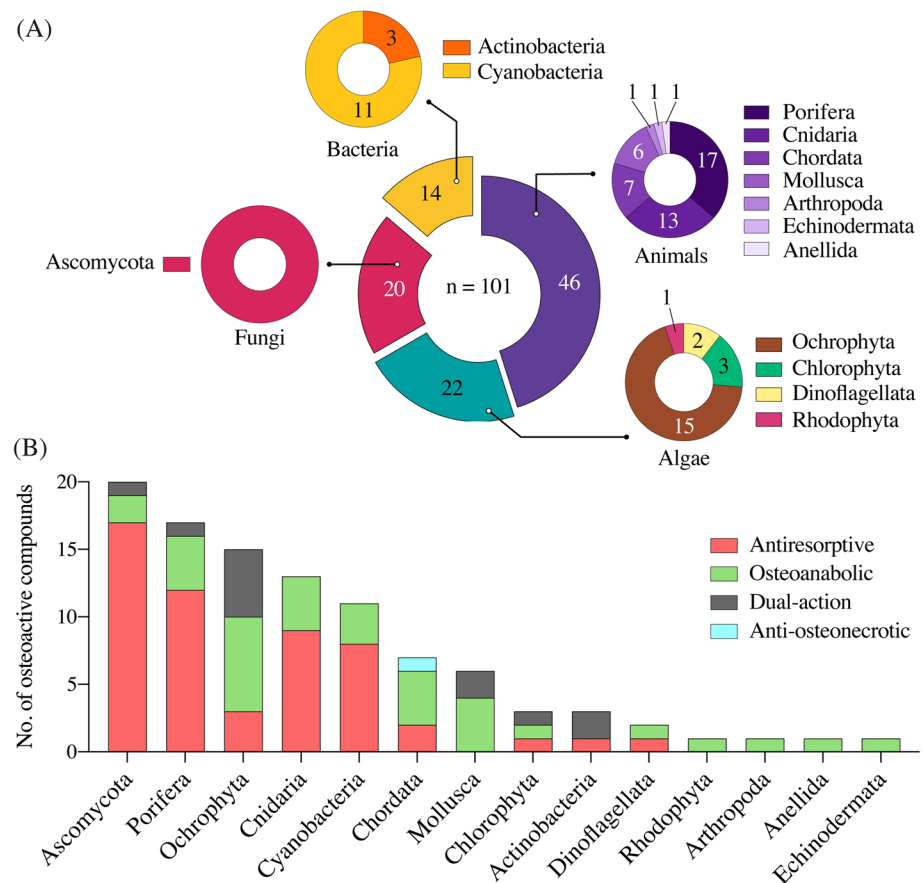 (A)
3
11
Bacteria
Actinobacteria
Cyanobacteria
1 1 1
6
17
7
13
Animals
Porifera
Cnidaria
Chordata
Mollusca
Arthropoda
Echinodermata
Anellida
Ascomycota
Fungi
14
20
n = 101
46
22
1
2
3
15
Algae
Ochrophyta
Chlorophyta
Dinoflagellata
Rhodophyta
(B)
No. of osteoactive compounds
20
15
10
5
0
Antiresorptive
Osteoanabolic
Dual-action
Anti-osteonecrotic
Ascomycota
Porifera
Ochrophyta
Cnidaria
Cyanobacteria
Chordata
Mollusca
Chlorophyta
Actinobacteria
Dinoflagellata
Rhodophyta
Arthropoda
Anellida
Echinodermata